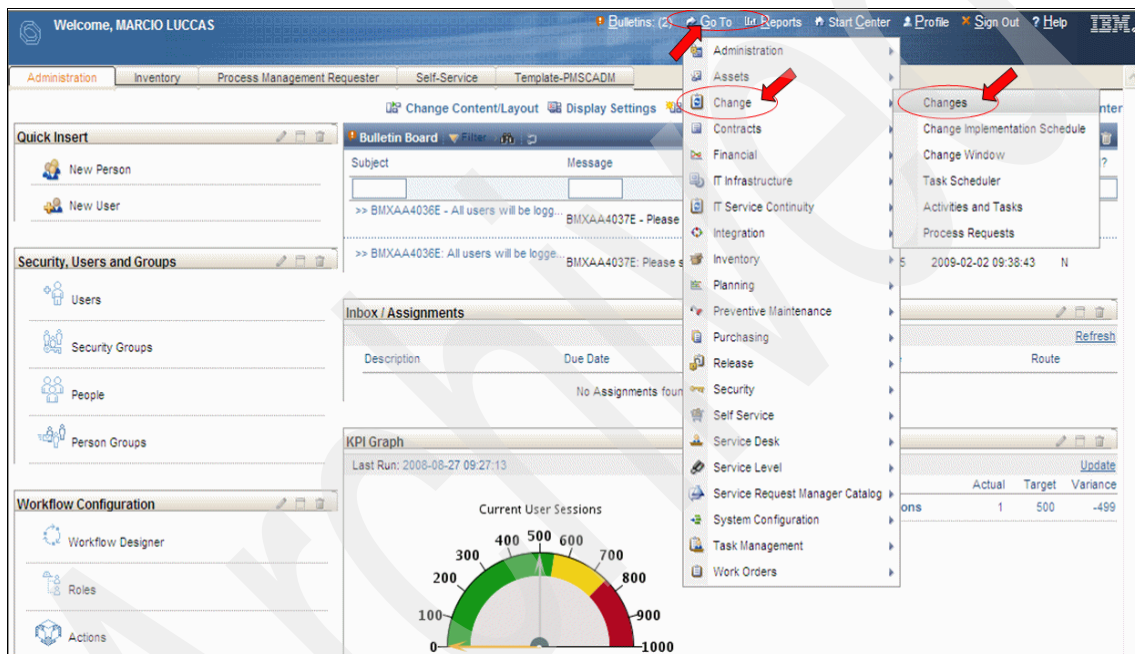 Welcome, MARCIO LUCCAS
Bulletins: (2) Go To Reports Start Center Profile Sign Out ? Help IBM
Administration Inventory Process Management Requester Self-Service Template-PMSCADM
Change Content/Layout Display Settings
Quick Insert
New Person
New User
Security, Users and Groups
Users
Security Groups
People
Person Groups
Workflow Configuration
Workflow Designer
Roles
Actions
Bulletin Board Filter
Subject Message
>> BMXAA4036E - All users will be logg... BMXAA4037E - Please
>> BMXAA4036E: All users will be logge... BMXAA4037E: Please s
5 2009-02-02 09:38:43 N
Inbox / Assignments
Refresh
Description Due Date Route
No Assignments foun
KPI Graph
Last Run: 2008-08-27 09:27:13
Update
Actual Target Variance
ons 1 500 -499
Current User Sessions
0 100 200 300 400 500 600 700 800 900 1000
Administration
Assets
Change
Contracts
Financial
IT Infrastructure
IT Service Continuity
Integration
Inventory
Planning
Preventive Maintenance
Purchasing
Release
Security
Self Service
Service Desk
Service Level
Service Request Manager Catalog
System Configuration
Task Management
Work Orders
Changes
Change Implementation Schedule
Change Window
Task Scheduler
Activities and Tasks
Process Requests